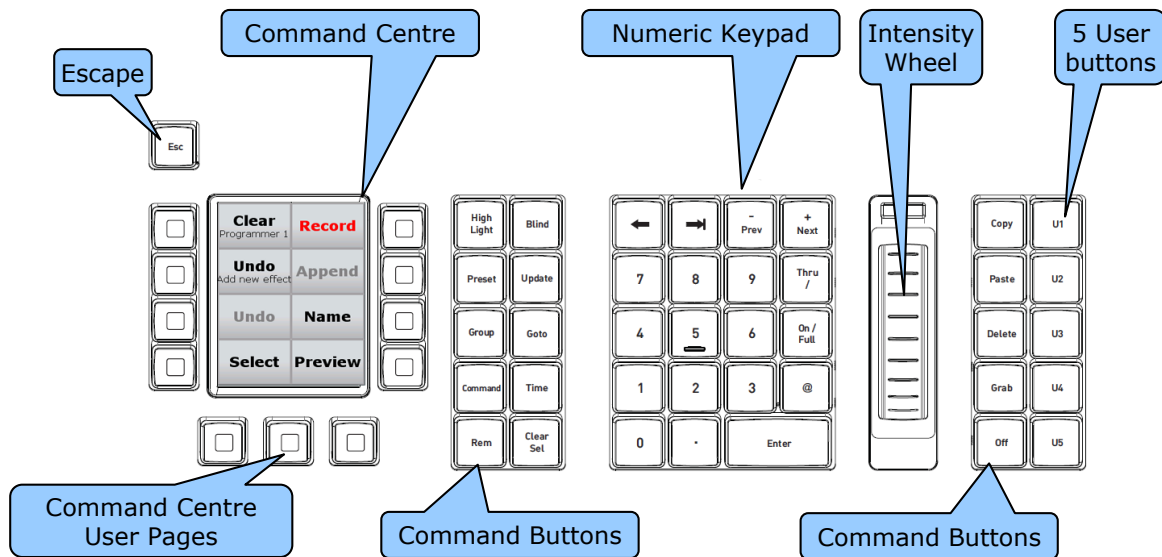 Command Centre
Numeric Keypad
Intensity
Wheel
5 User
buttons
Escape
Esc
Clear
Programmer 1
Record
Undo
Add new effect
Append
Undo
Name
Select
Preview
High
Light
Blind
Preset
Update
Group
Goto
Command
Time
Rem
Clear
Sel
-
Prev
+
Next
7
8
9
Thru
/
4
5
6
On /
Full
1
2
3
@
0
.
Enter
Copy
U1
Paste
U2
Delete
U3
Grab
U4
Off
U5
Command Centre
User Pages
Command Buttons
Command Buttons